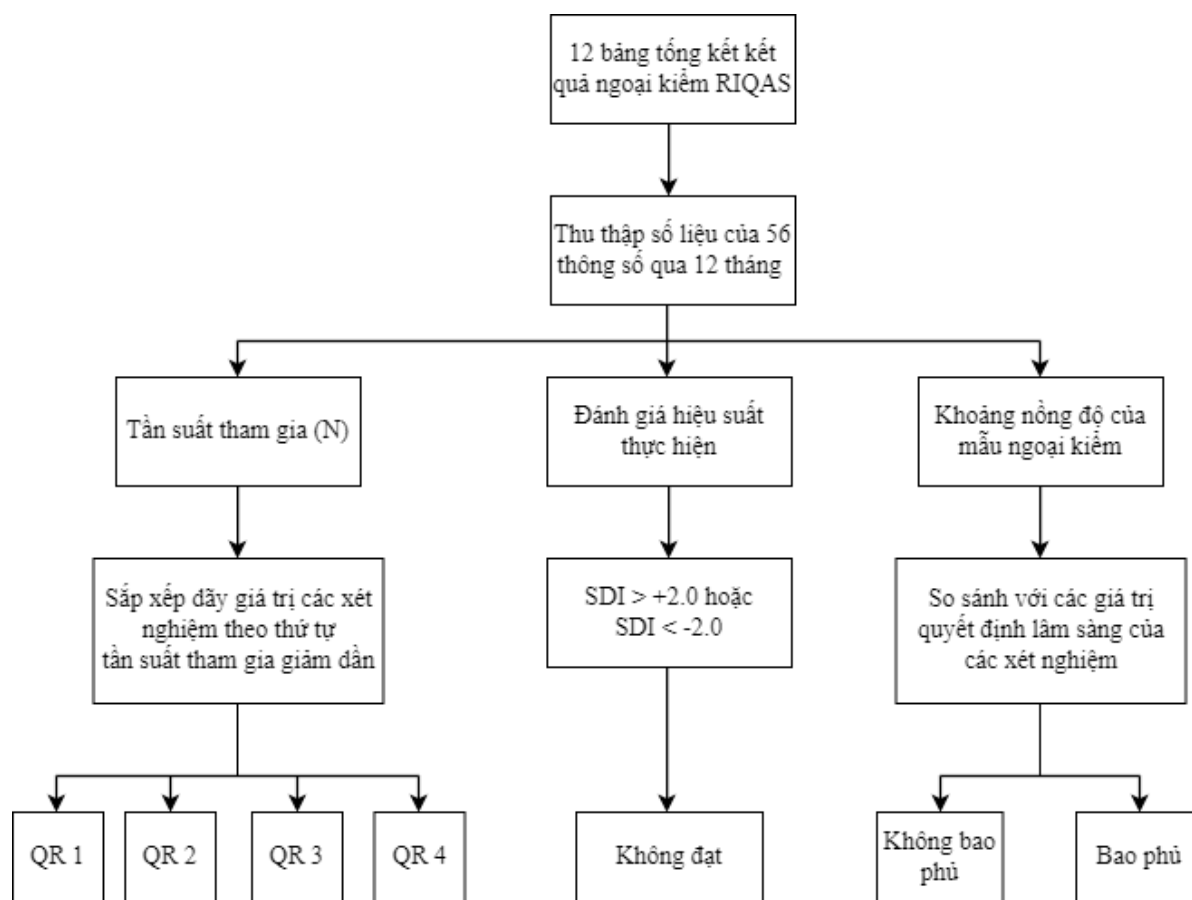 12 bảng tổng kết kết
quả ngoại kiểm RIQAS
Thu thập số liệu của 56
thông số qua 12 tháng
Tần suất tham gia (N)
Đánh giá hiệu suất
thực hiện
Khoảng nồng độ của
mẫu ngoại kiểm
Sắp xếp dãy giá trị các xét
nghiệm theo thứ tự
tần suất tham gia giảm dần
SDI > +2.0 hoặc
SDI < -2.0
So sánh với các giá trị
quyết định lâm sàng của
các xét nghiệm
QR 1
QR 2
QR 3
QR 4
Không đạt
Không bao
phủ
Bao phủ